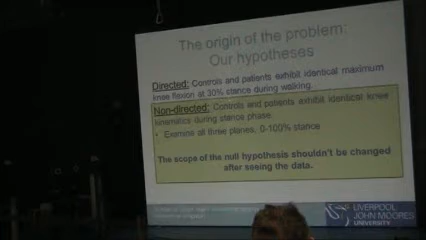 The origin of the problem:
Our hypotheses
Directed: Controls and patients exhibit identical maximum
knee flexion at 30% stance during walking.
Non-directed: Controls and patients exhibit identical knee
kinematics during stance phase.
• Examine all three planes, 0-100% stance
The scope of the null hypothesis shouldn't be changed
after seeing the data.
LIVERPOOL
JOHN MOORES
UNIVERSITY